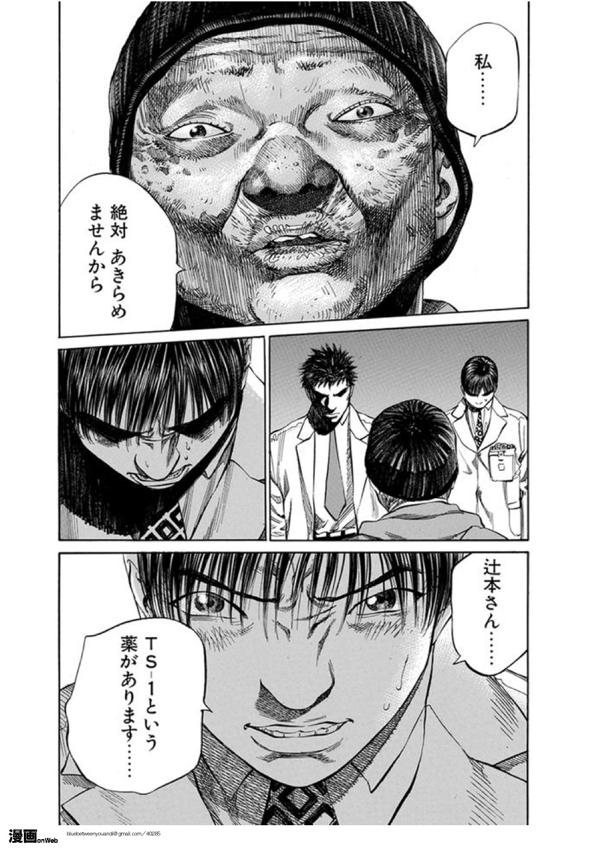 私
……
絶対 あきらめ
ませんから
辻本さん……
TS-1という
薬があります……
漫画onWeb
bluebetweenyouandi@gmail.com/40285